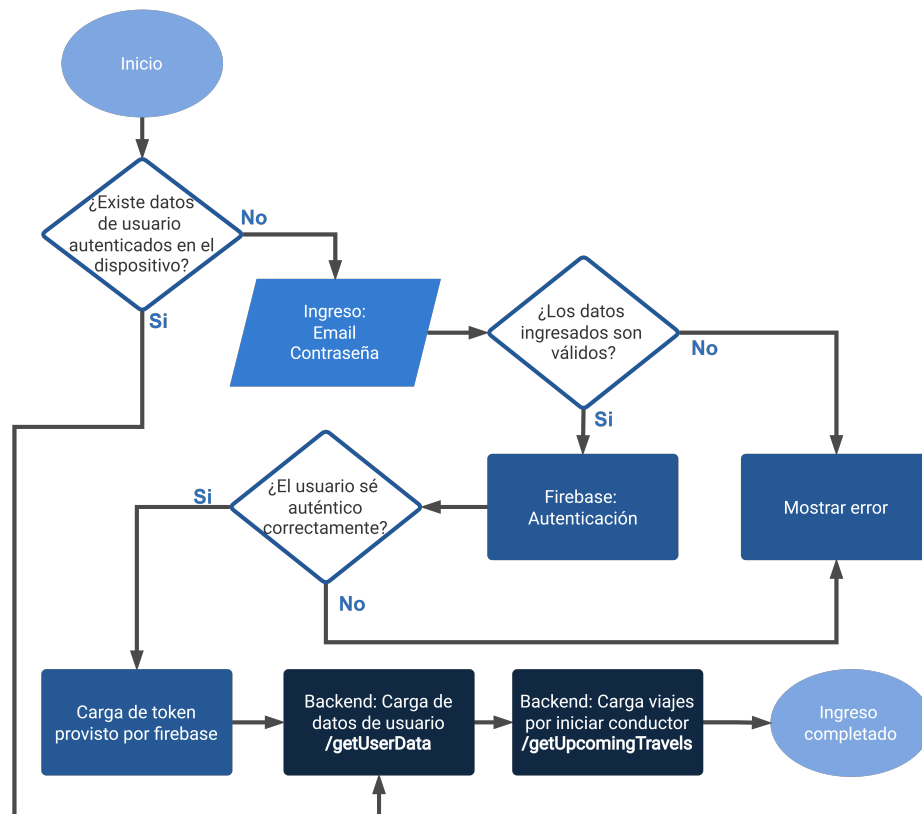 Inicio
¿Existe datos
de usuario
autenticados en el
dispositivo?
No
Si
Ingreso:
Email
Contraseña
¿Los datos
ingresados son
válidos?
No
Si
Firebase:
Autenticación
Mostrar error
¿El usuario sé
auténtico
correctamente?
Si
No
Carga de token
provisto por firebase
Backend: Carga de
datos de usuario
/getUserData
Backend: Carga viajes
por iniciar conductor
/getUpcomingTravels
Ingreso
completado